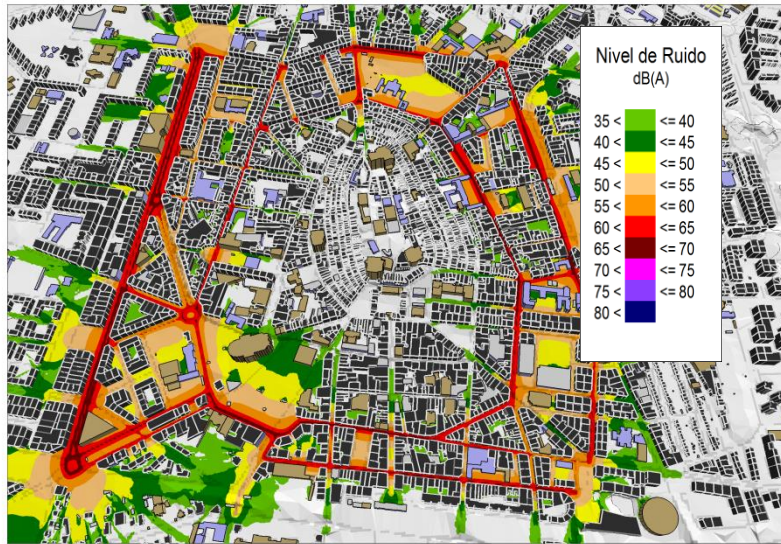 Nivel de Ruido
dB(A)
35 < <= 40
40 < <= 45
45 < <= 50
50 < <= 55
55 < <= 60
60 < <= 65
65 < <= 70
70 < <= 75
75 < <= 80
80 <